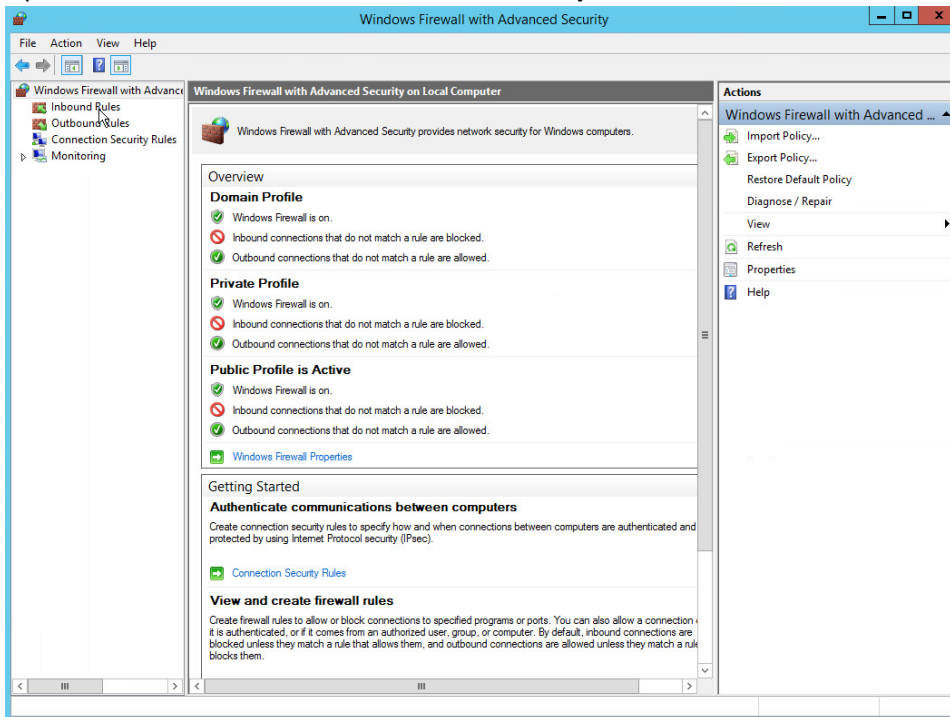 Windows Firewall with Advanced Security
File Action View Help
Windows Firewall with Advance
Inbound Rules
Outbound Rules
Connection Security Rules
Monitoring
Windows Firewall with Advanced Security on Local Computer
Windows Firewall with Advanced Security provides network security for Windows computers.
Overview
Domain Profile
Windows Firewall is on.
Inbound connections that do not match a rule are blocked.
Outbound connections that do not match a rule are allowed.
Private Profile
Windows Firewall is on.
Inbound connections that do not match a rule are blocked.
Outbound connections that do not match a rule are allowed.
Public Profile is Active
Windows Firewall is on.
Inbound connections that do not match a rule are blocked.
Outbound connections that do not match a rule are allowed.
Windows Firewall Properties
Getting Started
Authenticate communications between computers
Create connection security rules to specify how and when connections between computers are authenticated and
protected by using Internet Protocol security (IPsec).
Connection Security Rules
View and create firewall rules
Create firewall rules to allow or block connections to specified programs or ports. You can also allow a connection
it is authenticated, or if it comes from an authorized user, group, or computer. By default, inbound connections are
blocked unless they match a rule that allows them, and outbound connections are allowed unless they match a rule
blocks them.
Actions
Windows Firewall with Advanced ...
Import Policy...
Export Policy...
Restore Default Policy
Diagnose / Repair
View
Refresh
Properties
Help